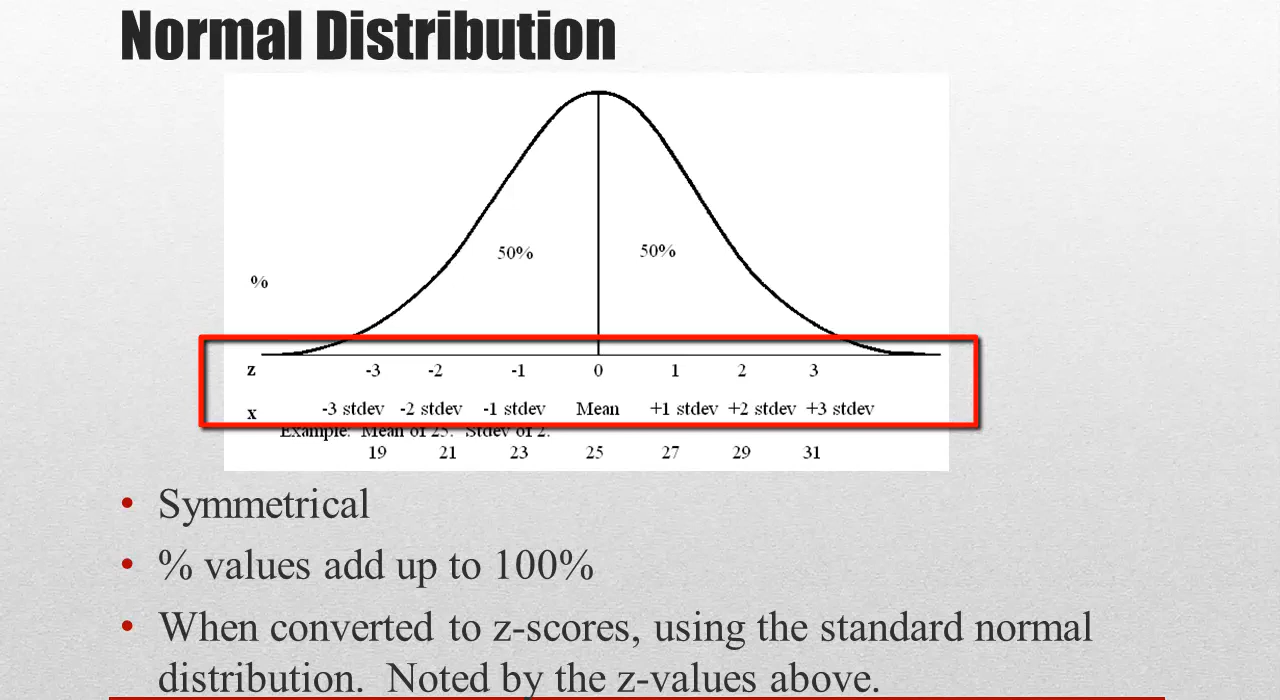 Normal Distribution
50% 50%
%
z -3 -2 -1 0 1 2 3
x -3 stdev -2 stdev -1 stdev Mean +1 stdev +2 stdev +3 stdev
Example: Mean of 25. Stdev of 2.
19 21 23 25 27 29 31
• Symmetrical
• % values add up to 100%
• When converted to z-scores, using the standard normal
distribution. Noted by the z-values above.